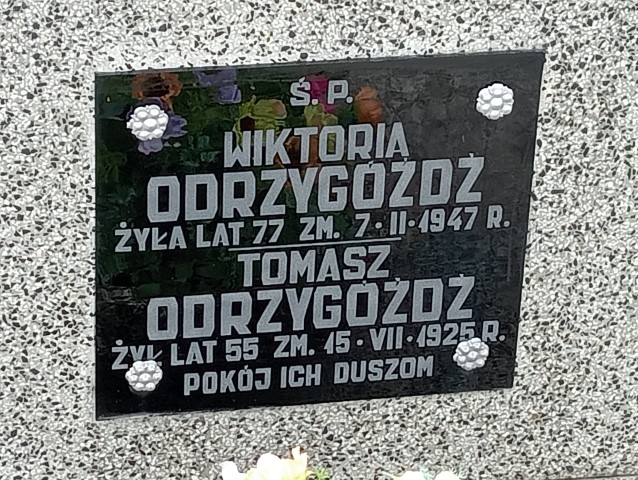 Ś. P.
WIKTORIA
ODRZYGÓŹDŹ
ŻYŁA LAT 77 ZM. 7·II·1947 R.
TOMASZ
ODRZYGÓŹDŹ
ŻYŁ LAT 55 ZM. 15·VII·1925 R.
POKÓJ ICH DUSZOM